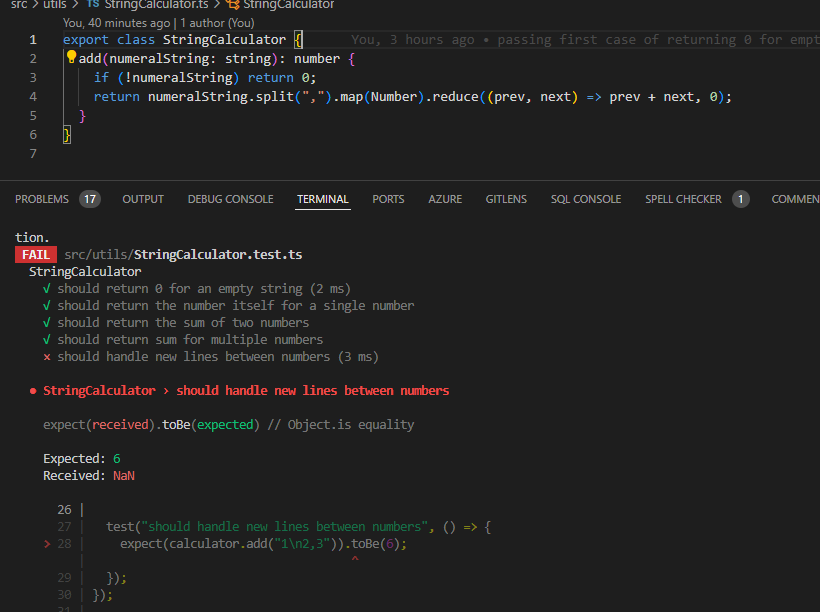 src > utils > TS StringCalculator.ts > StringCalculator
You, 40 minutes ago | 1 author (You)
1 export class StringCalculator { You, 3 hours ago • passing first case of returning 0 for empt
2 add(numeralString: string): number {
3 if (!numeralString) return 0;
4 return numeralString.split(",").map(Number).reduce((prev, next) => prev + next, 0);
5 }
6 }
7
PROBLEMS 17 OUTPUT DEBUG CONSOLE TERMINAL PORTS AZURE GITLENS SQL CONSOLE SPELL CHECKER 1 COMMEN
tion.
FAIL src/utils/StringCalculator.test.ts
StringCalculator
√ should return 0 for an empty string (2 ms)
√ should return the number itself for a single number
√ should return the sum of two numbers
√ should return sum for multiple numbers
× should handle new lines between numbers (3 ms)
● StringCalculator › should handle new lines between numbers
expect(received).toBe(expected) // Object.is equality
Expected: 6
Received: NaN
26 |
27 | test("should handle new lines between numbers", () => {
> 28 | expect(calculator.add("1\n2,3")).toBe(6);
| ^
29 | });
30 | });
31 |